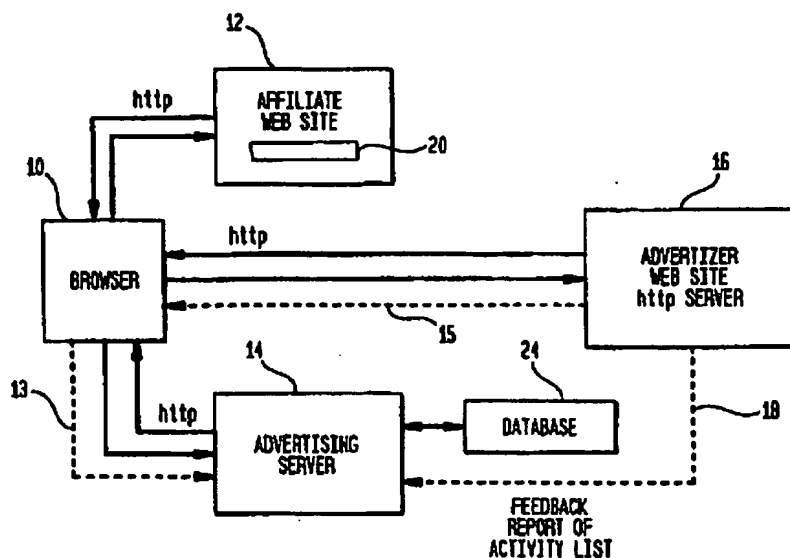 12
http
AFFILIATE
WEB SITE
20
10
16
http
BROWSER
ADVERTIZER
WEB SITE
http SERVER
15
14
24
13
http
18
ADVERTISING
SERVER
DATABASE
FEEDBACK
REPORT OF
ACTIVITY LIST